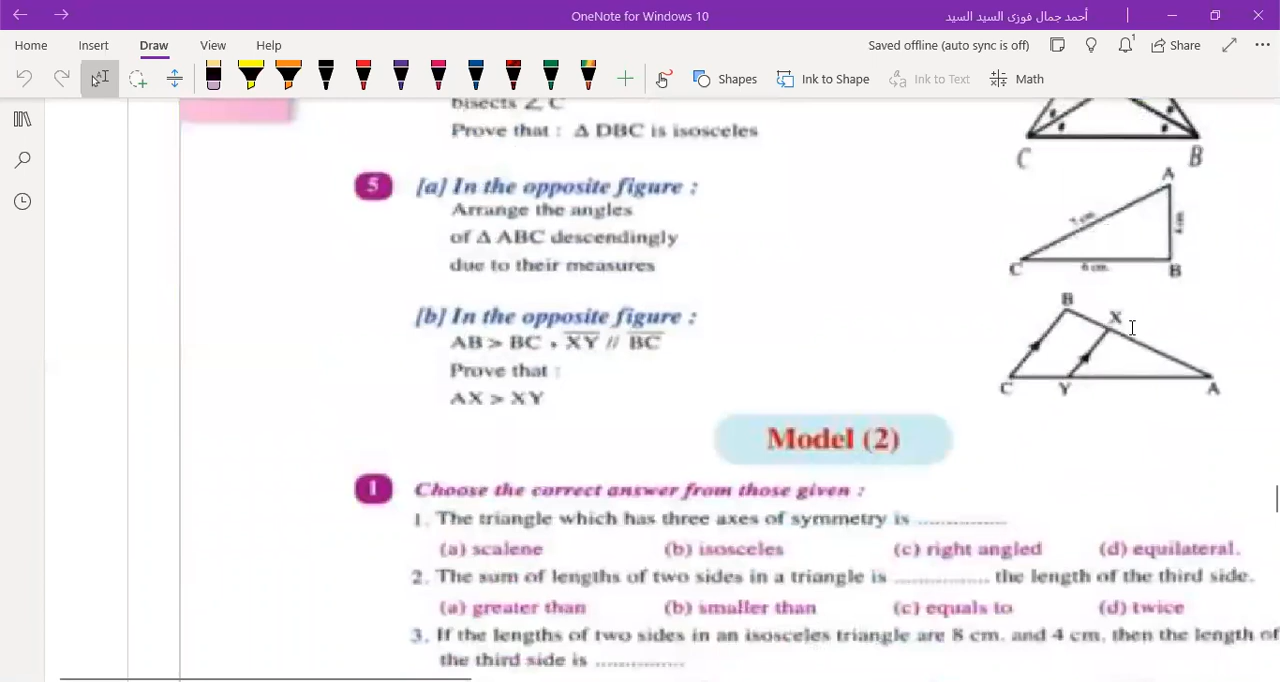 OneNote for Windows 10
أحمد جمال فوزى السيد السيد
Home Insert Draw View Help
Saved offline (auto sync is off)
Share
Shapes
Ink to Shape
Ink to Text
Math
bisects ∠ C
Prove that : Δ DBC is isosceles
C B
5 [a] In the opposite figure :
Arrange the angles
of Δ ABC descendingly
due to their measures
A
7 cm.
4 cm.
C 6 cm. B
[b] In the opposite figure :
AB > BC , XY // BC
Prove that :
AX > XY
B
X
C Y A
Model (2)
1 Choose the correct answer from those given :
1. The triangle which has three axes of symmetry is ................
(a) scalene (b) isosceles (c) right angled (d) equilateral.
2. The sum of lengths of two sides in a triangle is ................ the length of the third side.
(a) greater than (b) smaller than (c) equals to (d) twice
3. If the lengths of two sides in an isosceles triangle are 8 cm. and 4 cm. then the length of
the third side is ................